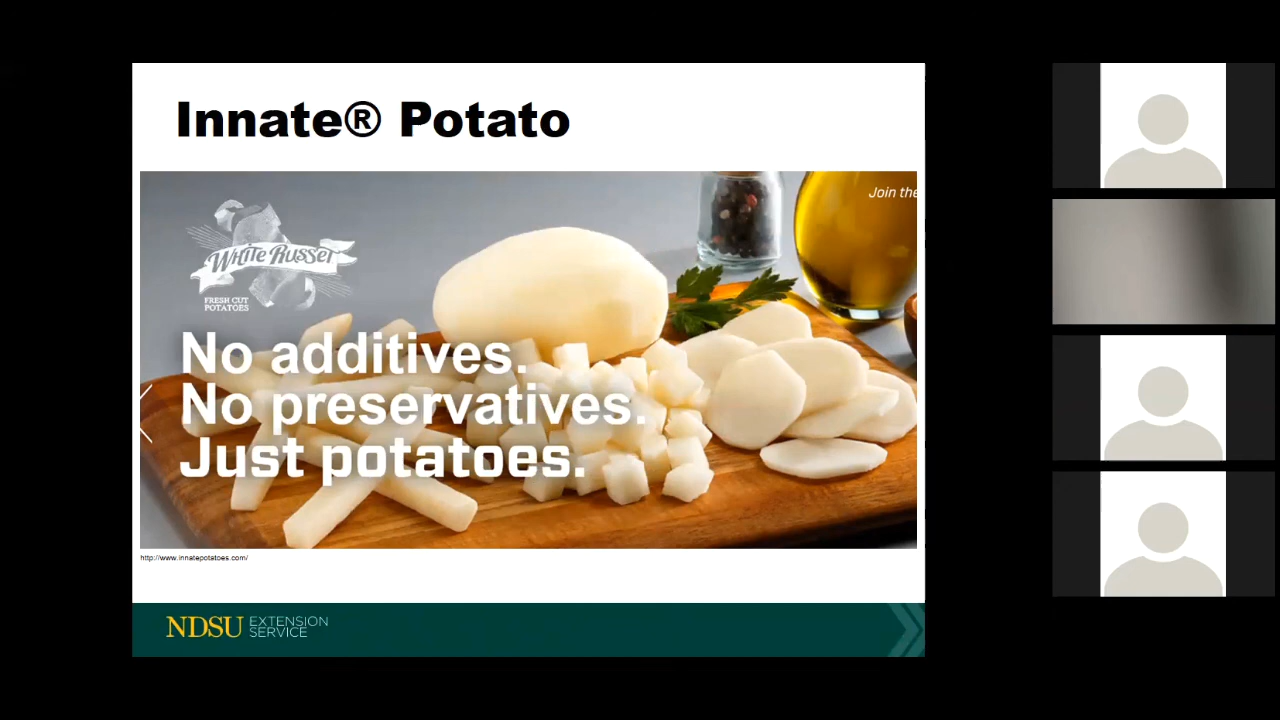 Innate® Potato
Join the
White Russet
FRESH CUT
POTATOES
No additives.
No preservatives.
Just potatoes.
http://www.innatepotatoes.com/
NDSU EXTENSION
SERVICE